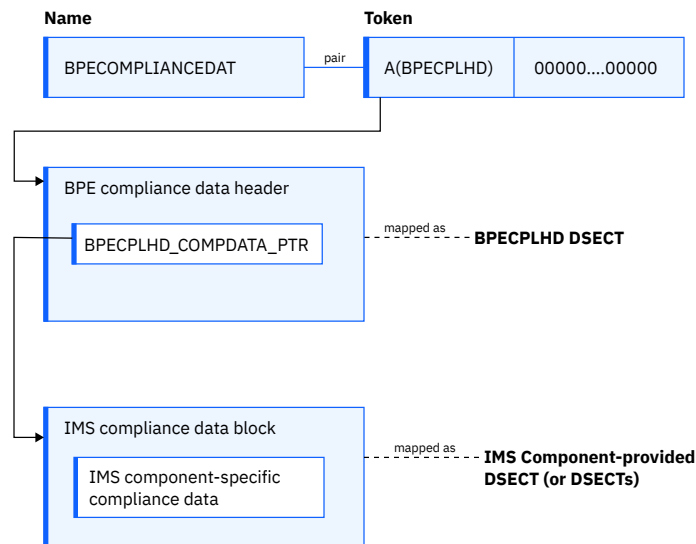 Name
Token
BPECOMPLIANCEDAT
pair
A(BPECPLHD)
00000....00000
BPE compliance data header
BPECPLHD_COMPDATA_PTR
mapped as
BPECPLHD DSECT
IMS compliance data block
mapped as
IMS Component-provided
DSECT (or DSECTs)
IMS component-specific
compliance data